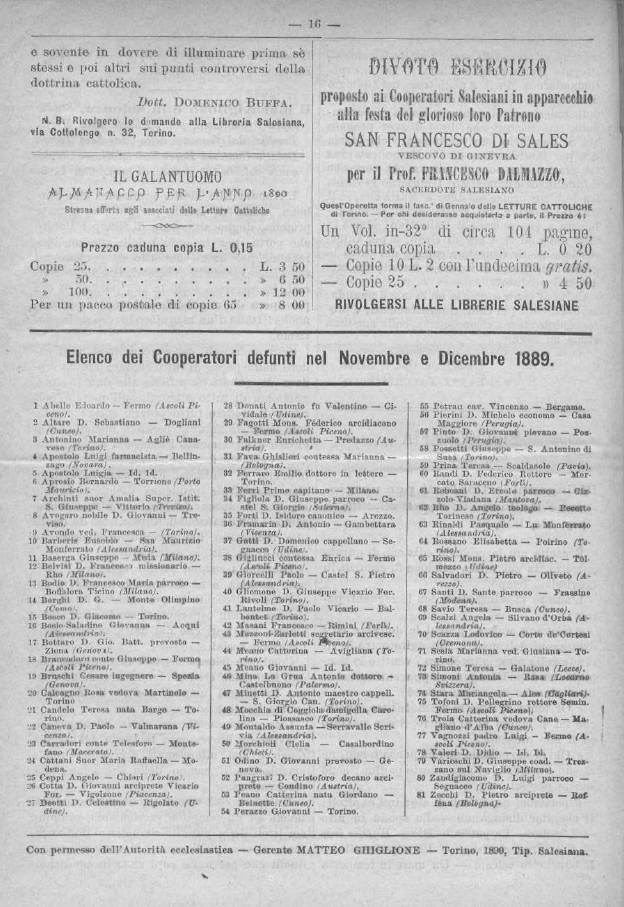 — 16 —
e sovente in dovere di illuminare prima sè
stessi e poi altri sui punti controversi della
dottrina cattolica.
Dott. DOMENICO BUFFA.
N. B. Rivolgere le domande alla Libreria Salesiana,
via Cottolengo n. 32, Torino.
IL GALANTUOMO
ALMANACCO PER L'ANNO 1890
Strenna offerta agli associati delle Letture Cattoliche
Prezzo caduna copia L. 0,15
Copie 25. . . . . . . . . . L. 3 50
» 50. . . . . . . . . . » 6 50
» 100. . . . . . . . . . » 12 00
Per un pacco postale di copie 65 » 8 00
DIVOTO ESERCIZIO
proposto ai Cooperatori Salesiani in apparecchio
alla festa del glorioso loro Patrono
SAN FRANCESCO DI SALES
VESCOVO DI GINEVRA
per il Prof. FRANCESCO DALMAZZO,
SACERDOTE SALESIANO
Quest'Operetta forma il fasc.° di Gennaio delle LETTURE CATTOLICHE
di Torino. — Per chi desiderasse acquistarlo a parte, il Prezzo è:
Un Vol. in-32° di circa 104 pagine,
caduna copia . . . . L. 0 20
— Copie 10 L. 2 con l'undecima gratis.
— Copie 25 . . . . . . » 4 50
RIVOLGERSI ALLE LIBRERIE SALESIANE
Elenco dei Cooperatori defunti nel Novembre e Dicembre 1889.
1 Abelle Edoardo — Fermo (Ascoli Piceno).
2 Altare D. Sebastiano — Dogliani
(Cuneo).
3 Antonino Marianna — Agliè Canavese
(Torino).
4 Apostolo Luigi farmacista — Bellinzago
(Novara).
5 Apostolo Luigia — Id. Id.
6 Aprosio Bernardo — Torrione (Porto
Maurizio).
7 Archinti suor Amalia Super. Istit.
S. Giuseppe — Vittorio (Treviso).
8 Avogaro nobile D. Giovanni — Treviso.
9 Avondo ved. Francesca — (Torino).
10 Barberis Eusebio — San Maurizio
Monferrato (Alessandria).
11 Baserga Giuseppe — Meda (Milano).
12 Belvisi D. Francesco missionario —
Rho (Milano).
13 Bodio D. Francesco Maria parroco —
Boffalora Ticino (Milano).
14 Borghi D. G. — Monte Olimpino
(Como).
15 Bosco D. Giacomo — Torino.
16 Bosio-Saladino Giovanna — Acqui
(Alessandria).
17 Bottaro D. Gio. Batt. prevosto —
Zinna (Genova).
18 Brancadoro conte Giuseppe — Fermo
(Ascoli Piceno).
19 Bruschi Cesare ingegnere — Spezia
(Genova).
20 Calcagno Rosa vedova Martinolo —
Torino
21 Candelo Teresa nata Bargo — Torino.
22 Caneva D. Paolo — Valmarana (Vicenza).
23 Carradori conte Telesforo — Montefano
(Macerata).
24 Cattani Suor Maria Raffaella — Modena.
25 Ceppi Angelo — Chieri (Torino).
26 Cotta D. Giovanni arciprete Vicario
For. — Vigolzone (Piacenza).
27 Deotti D. Celestino — Rigolato (Udine).
28 Donati Antonio fu Valentino — Cividale
(Udine).
29 Fagotti Mons. Féderico arcidiacono
— Fermo (Ascoli Piceno).
30 Falkner Enrichetta — Predazzo (Austria).
31 Fava Ghislieri contessa Marianna —
(Bologna).
32 Ferraro Emilio dottore in lettere —
Torino.
33 Ferri Primo capitano — Milano.
34 Figliola D. Giuseppe parroco — Castel
S. Giorgio (Salerno).
35 Forti D. Isidoro canonico — Arezzo.
36 Framarin D. Antonio — Gambettara
(Vicenza).
37 Gatti D. Domenico cappellano — Segnacco
(Udine).
38 Gigliucci contessa Enrica — Fermo
(Ascoli Piceno).
39 Giorcelli Paolo — Castel S. Pietro
(Alessandria).
40 Gliemone D. Giuseppe Vicario For.
Rivoli (Torino).
41 Lantelme D. Paolo Vicario — Balbontet
(Torino).
42 Masani Francesco — Rimini (Forlì).
43 Mazzoni-Zarletti segretario arcivesc.
— Fermo (Ascoli Piceno).
44 Meano Catterina — Avigliana (Torino).
45 Meano Giovanni — Id. Id.
46 Mina La Grua Antonio dottore —
Castelbuono (Palermo).
47 Minetti D. Antonio maestro cappell.
— S. Giorgio Can. (Torino).
48 Macchia di Coggiola damigella Carolina
— Piossasco (Torino).
49 Montaldo Assunta — Serravalle Scrivia
(Alessandria).
50 Morchioli Clelia — Casalbordino
(Chieti).
51 Odino D. Giovanni prevosto — Genova.
52 Pangrazi D. Cristoforo decano arciprete
— Condino (Austria).
53 Peano Catterina nata Giordano —
Beinette (Cuneo).
54 Perazzo Giovanni — Torino.
55 Petrau cav. Vincenzo — Bergamo.
56 Pierini D. Michele economo — Casa
Maggiore (Perugia).
57 Pinto D. Giovanni pievano — Pozzuolo
(Perugia).
58 Possetti Giuseppe — S. Antonino di
Susa (Torino).
59 Prina Teresa — Scaldasole (Pavia).
60 Randi D. Federico Rettore — Mercato
Saraceno (Forlì).
61 Rebosni D. Ercole parroco — Cizzolo-Viadana
(Mantova).
62 Rho D. Angelo teologo — Pecetto
Torinese (Torino).
63 Rinaldi Pasquale — Lu Monferrato
(Alessandria).
64 Rossano Elisabetta — Poirino (Torino).
65 Rossi Mons. Pietro arcidiac. — Tolmezzo
(Udine)
66 Salvadori D. Pietro — Oliveto (Arezzo).
67 Santi D. Sante parroco — Frassine
(Modena).
68 Savio Teresa — Busca (Cuneo).
69 Scalzi Angela — Silvano d'Orba (Alessandria).
70 Scazza Lodovico — Corte de'Cortesi
(Cremona).
71 Sesia Marianna ved. Giusiana — Torino.
72 Simone Teresa — Galatone (Lecce).
73 Simoni Antonia — Rasa (Locarno
Svizzera).
74 Stara Mariangela — Ales (Cagliari).
75 Tofoni D. Pellegrino rettore Semin.
Fermo (Ascoli Piceno).
76 Troia Catterina vedova Cane — Magliano
d'Alba (Cuneo).
77 Vagnozzi padre Luigi — Fermo (Ascoli
Piceno).
78 Valeri D. Didio — Id. Id.
79 Varioschi D. Giuseppe coad. — Trezzano
sul Naviglio (Milano).
80 Zandigiacomo D. Luigi parroco —
Segnacco (Udine).
81 Zecchi D. Pietro arciprete — Roffena
(Bologna)-
Con permesso dell'Autorità ecclesiastica — Gerente MATTEO GHIGLIONE — Torino, 1890, Tip. Salesiana.